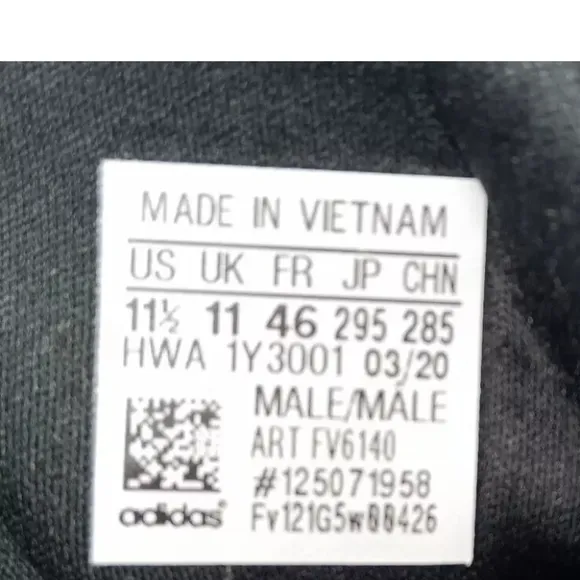 MADE IN VIETNAM
US UK FR JP CHN
11½ 11 46 295 285
HWA 1Y3001 03/20
MALE/MALE
ART FV6140
#125071958
adidas® Fv121G5w00426